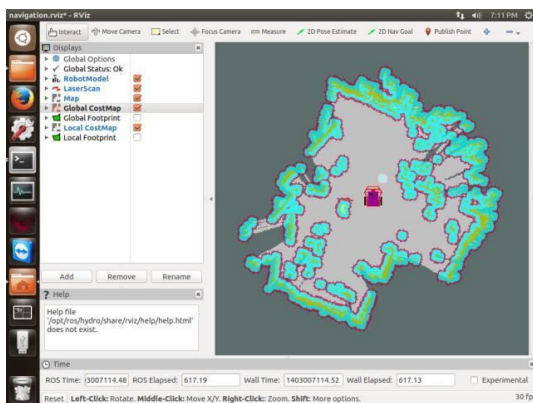 navigation.rviz* - RViz
7:11 PM
Interact Move Camera Select Focus Camera Measure 2D Pose Estimate 2D Nav Goal Publish Point
Displays
Global Options
Global Status: Ok
RobotModel
LaserScan
Map
Global CostMap
Global Footprint
Local CostMap
Local Footprint
Add Remove Rename
Help
Help file
'/opt/ros/hydro/share/rviz/help/help.html'
does not exist.
Time
ROS Time: 3007114.48 ROS Elapsed: 617.19 Wall Time: 1403007114.52 Wall Elapsed: 617.13 Experimental
Reset Left-Click: Rotate. Middle-Click: Move X/Y. Right-Click: Zoom. Shift: More options. 30 fp